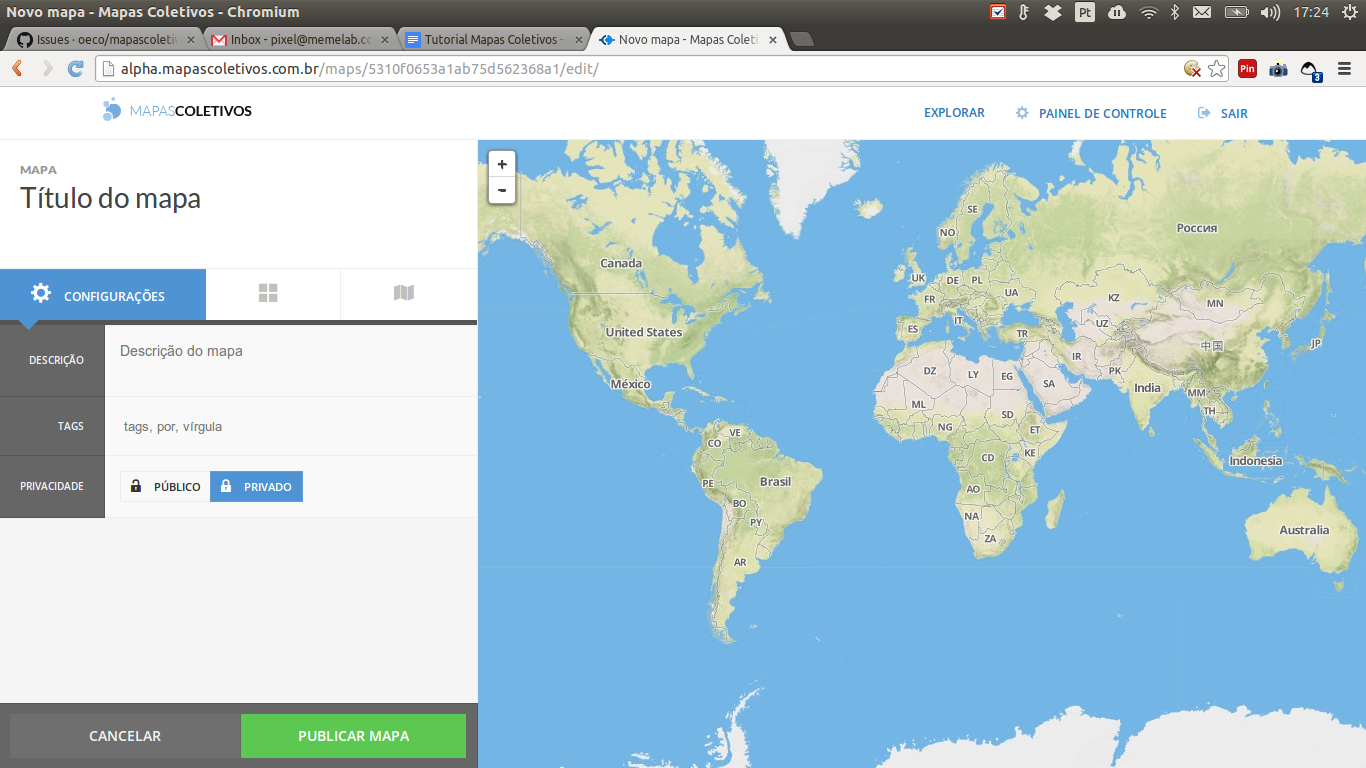 Novo mapa - Mapas Coletivos - Chromium
Pt
17:24
Issues · oeco/mapascoletiv
Inbox - pixel@memelab.co
Tutorial Mapas Coletivos -
Novo mapa - Mapas Coleti
alpha.mapascoletivos.com.br/maps/5310f0653a1ab75d562368a1/edit/
Pin
3
MAPASCOLETIVOS
EXPLORAR
PAINEL DE CONTROLE
SAIR
MAPA
Título do mapa
CONFIGURAÇÕES
DESCRIÇÃO
Descrição do mapa
TAGS
tags, por, vírgula
PRIVACIDADE
PÚBLICO
PRIVADO
CANCELAR
PUBLICAR MAPA
+
-
SE
NO
Россия
Canada
UK
DE
PL
UA
FR
KZ
MN
IT
ES
UZ
TR
United States
中国
JP
IR
PK
DZ
LY
EG
SA
México
India
MM
TH
ML
SD
NG
ET
VE
CO
KE
CD
Indonesia
PE
Brasil
AO
BO
NA
PY
ZA
Australia
AR